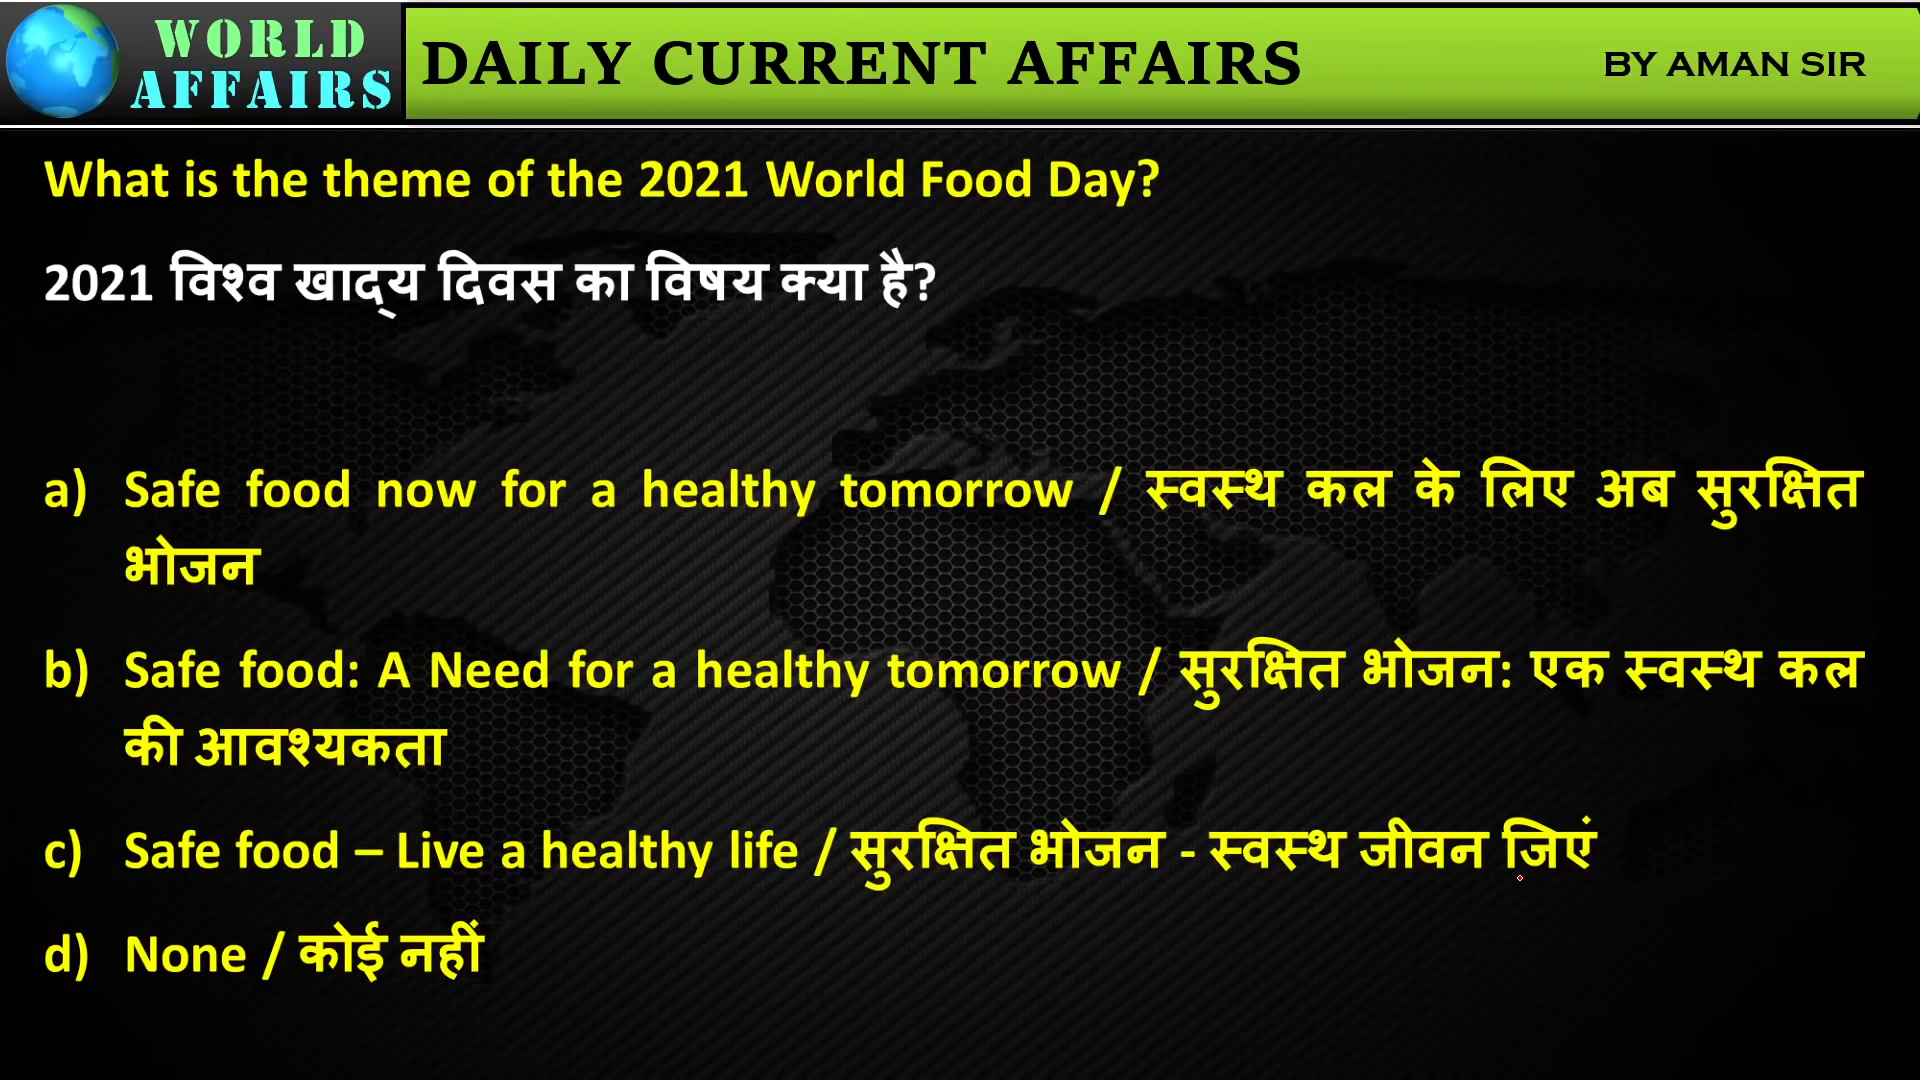 WORLD
AFFAIRS
DAILY CURRENT AFFAIRS
BY AMAN SIR
What is the theme of the 2021 World Food Day?
2021 विश्व खाद्य दिवस का विषय क्या है?
a) Safe food now for a healthy tomorrow / स्वस्थ कल के लिए अब सुरक्षित
भोजन
b) Safe food: A Need for a healthy tomorrow / सुरक्षित भोजन: एक स्वस्थ कल
की आवश्यकता
c) Safe food – Live a healthy life / सुरक्षित भोजन - स्वस्थ जीवन जिएं
d) None / कोई नहीं